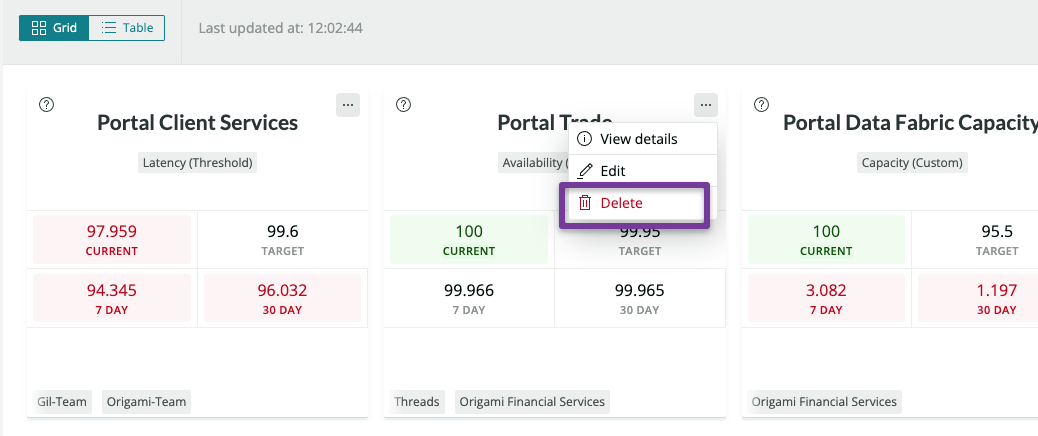 Grid
Table
Last updated at: 12:02:44
Portal Client Services
Latency (Threshold)
97.959
CURRENT
99.6
TARGET
94.345
7 DAY
96.032
30 DAY
Gil-Team
Origami-Team
Portal Trade
Availability (
View details
Edit
Delete
100
CURRENT
99.95
TARGET
99.966
7 DAY
99.965
30 DAY
Threads
Origami Financial Services
Portal Data Fabric Capacity
Capacity (Custom)
100
CURRENT
95.5
TARGET
3.082
7 DAY
1.197
30 DAY
Origami Financial Services